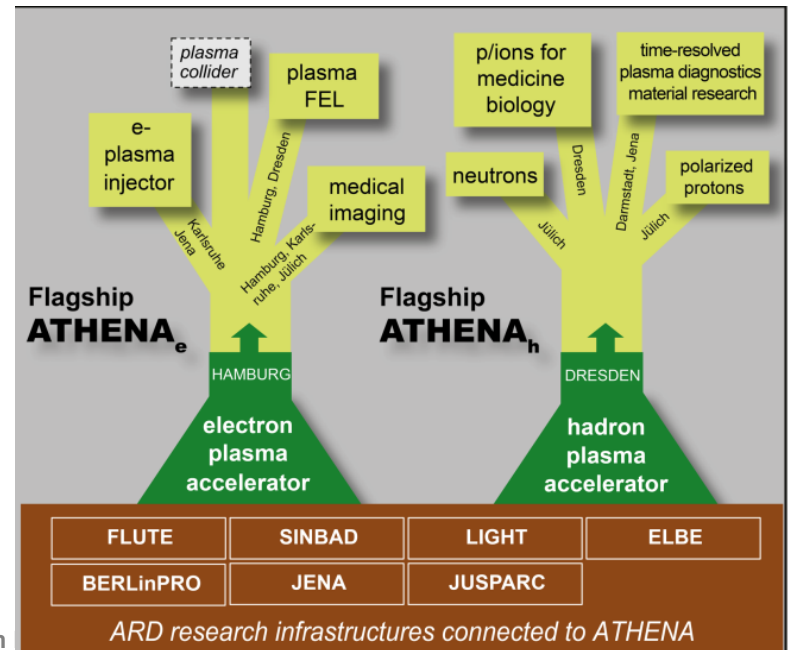 plasma
collider
plasma
FEL
e-
plasma
injector
medical
imaging
Karlsruhe
Jena
Hamburg, Dresden
Hamburg, Karls-
ruhe, Jülich
Flagship
ATHENAe
HAMBURG
electron
plasma
accelerator
p/ions for
medicine
biology
time-resolved
plasma diagnostics
material research
neutrons
polarized
protons
Jülich
Dresden
Darmstadt, Jena
Jülich
Flagship
ATHENAh
DRESDEN
hadron
plasma
accelerator
FLUTE SINBAD LIGHT ELBE
BERLinPRO JENA JUSPARC
ARD research infrastructures connected to ATHENA